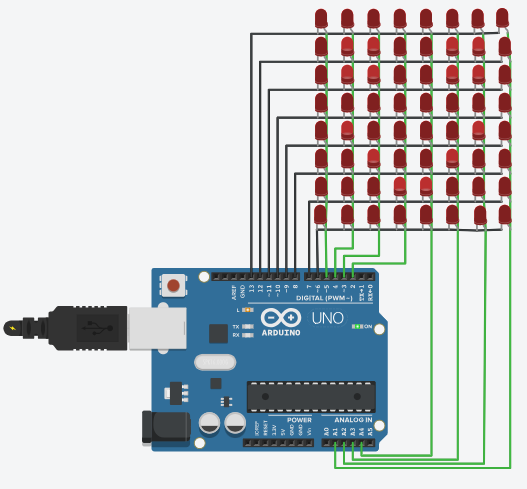 AREF
GND
13
12
~11
~10
~9
8
7
~6
~5
4
~3
2
TX→1
RX←0
DIGITAL (PWM~)
L
TX
RX
ARDUINO
UNO
ON
POWER
ANALOG IN
IOREF
RESET
3.3V
5V
GND
GND
Vin
A0
A1
A2
A3
A4
A5